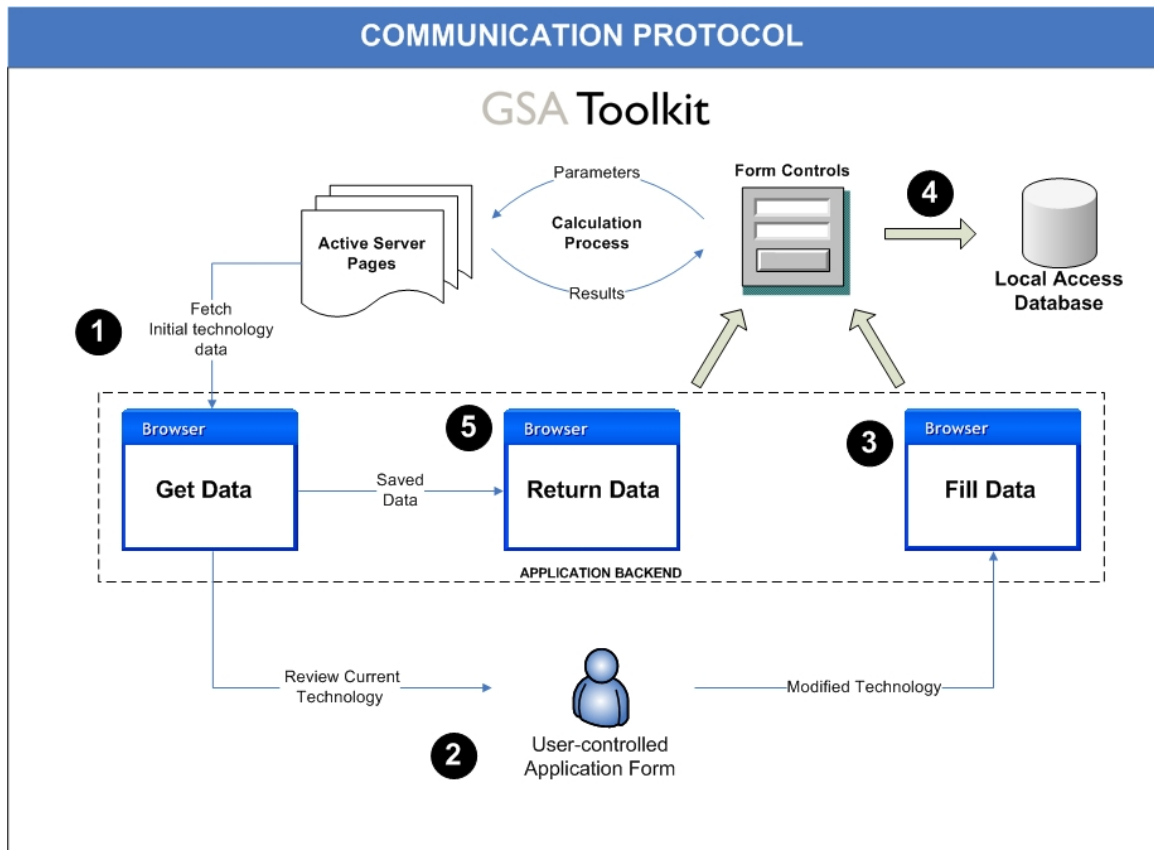 COMMUNICATION PROTOCOL
GSA Toolkit
Parameters
Form Controls
4
Active Server
Pages
Calculation
Process
Local Access
Database
Results
1
Fetch
Initial technology
data
Browser
Get Data
Saved
Data
5
Browser
Return Data
3
Browser
Fill Data
APPLICATION BACKEND
Review Current
Technology
Modified Technology
2
User-controlled
Application Form